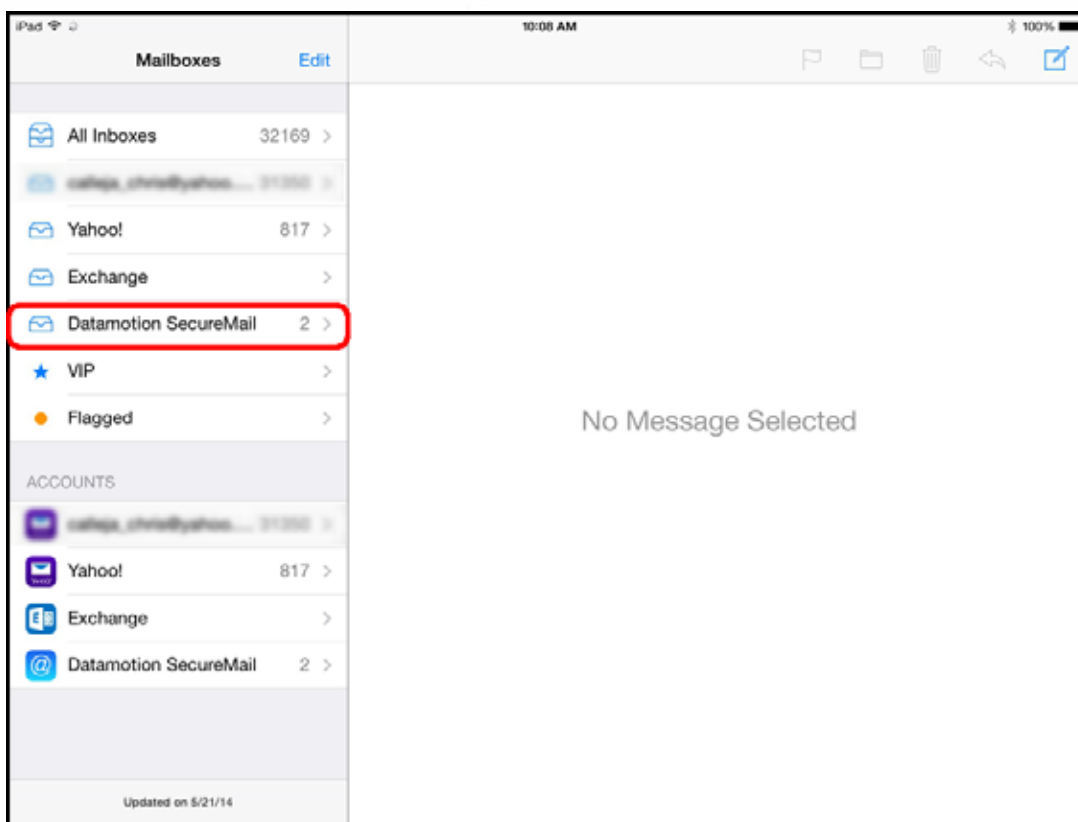 iPad
10:08 AM
100%
Mailboxes
Edit
All Inboxes 32169
Yahoo! 817
Exchange
Datamotion SecureMail 2
VIP
Flagged
No Message Selected
ACCOUNTS
Yahoo! 817
Exchange
Datamotion SecureMail 2
Updated on 5/21/14